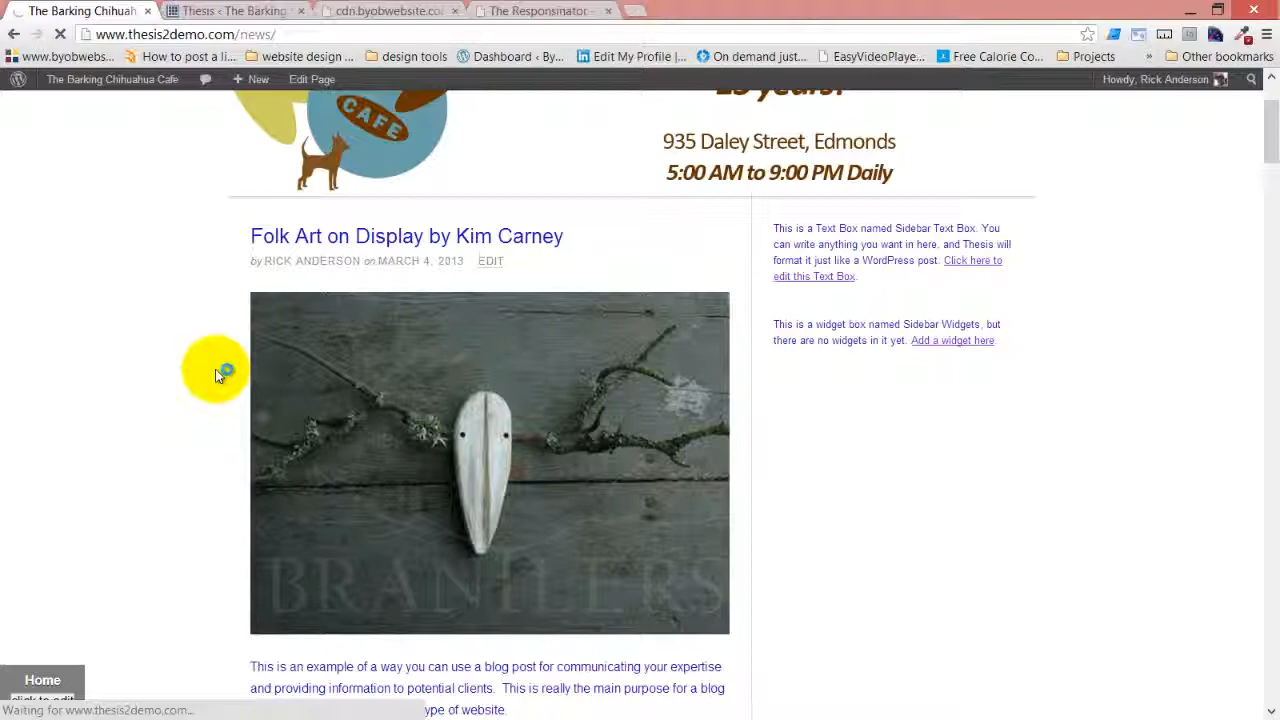 The Barking Chihuah
Thesis ‹ The Barking
cdn.byobwebsite.co
The Responsinator -
www.thesis2demo.com/news/
www.byobwebs...
How to post a li...
website design ...
design tools
Dashboard ‹ By...
Edit My Profile |...
On demand just...
EasyVideoPlaye...
Free Calorie Co...
Projects
»
Other bookmarks
The Barking Chihuahua Cafe
+ New
Edit Page
Howdy, Rick Anderson
CAFE
935 Daley Street, Edmonds
5:00 AM to 9:00 PM Daily
Folk Art on Display by Kim Carney
by RICK ANDERSON on MARCH 4, 2013 EDIT
This is a Text Box named Sidebar Text Box. You
can write anything you want in here, and Thesis will
format it just like a WordPress post. Click here to
edit this Text Box.
This is a widget box named Sidebar Widgets, but
there are no widgets in it yet. Add a widget here.
BRANTLERS
This is an example of a way you can use a blog post for communicating your expertise
and providing information to potential clients. This is really the main purpose for a blog
ype of website.
Home
click to edit
Waiting for www.thesis2demo.com...